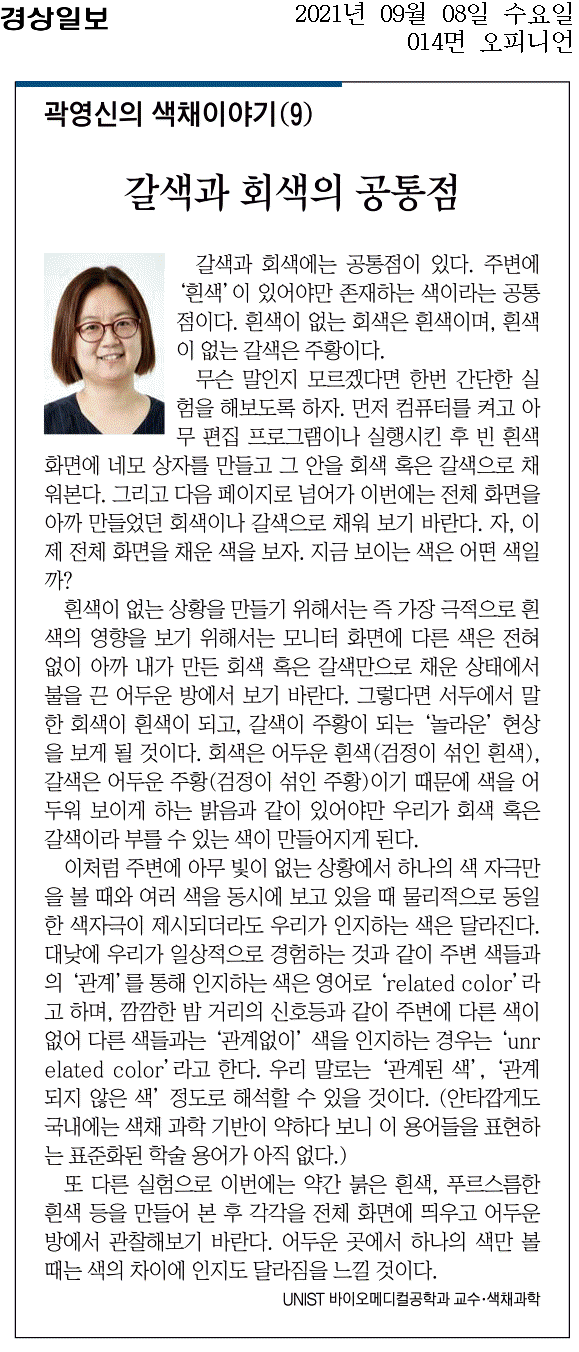 경상일보
2021년 09월 08일 수요일
014면 오피니언
곽영신의 색채이야기(9)
갈색과 회색의 공통점
갈색과 회색에는 공통점이 있다. 주변에
‘흰색’이 있어야만 존재하는 색이라는 공통
점이다. 흰색이 없는 회색은 흰색이며, 흰색
이 없는 갈색은 주황이다.
무슨 말인지 모르겠다면 한번 간단한 실
험을 해보도록 하자. 먼저 컴퓨터를 켜고 아
무 편집 프로그램이나 실행시킨 후 빈 흰색
화면에 네모 상자를 만들고 그 안을 회색 혹은 갈색으로 채
워본다. 그리고 다음 페이지로 넘어가 이번에는 전체 화면을
아까 만들었던 회색이나 갈색으로 채워 보기 바란다. 자, 이
제 전체 화면을 채운 색을 보자. 지금 보이는 색은 어떤 색일
까?
흰색이 없는 상황을 만들기 위해서는 즉 가장 극적으로 흰
색의 영향을 보기 위해서는 모니터 화면에 다른 색은 전혀
없이 아까 내가 만든 회색 혹은 갈색만으로 채운 상태에서
불을 끈 어두운 방에서 보기 바란다. 그렇다면 서두에서 말
한 회색이 흰색이 되고, 갈색이 주황이 되는 ‘놀라운’ 현상
을 보게 될 것이다. 회색은 어두운 흰색(검정이 섞인 흰색),
갈색은 어두운 주황(검정이 섞인 주황)이기 때문에 색을 어
두워 보이게 하는 밝음과 같이 있어야만 우리가 회색 혹은
갈색이라 부를 수 있는 색이 만들어지게 된다.
이처럼 주변에 아무 빛이 없는 상황에서 하나의 색 자극만
을 볼 때와 여러 색을 동시에 보고 있을 때 물리적으로 동일
한 색자극이 제시되더라도 우리가 인지하는 색은 달라진다.
대낮에 우리가 일상적으로 경험하는 것과 같이 주변 색들과
의 ‘관계’를 통해 인지하는 색은 영어로 ‘related color’라
고 하며, 깜깜한 밤 거리의 신호등과 같이 주변에 다른 색이
없어 다른 색들과는 ‘관계없이’ 색을 인지하는 경우는 ‘unr
elated color’라고 한다. 우리 말로는 ‘관계된 색’, ‘관계
되지 않은 색’ 정도로 해석할 수 있을 것이다. (안타깝게도
국내에는 색채 과학 기반이 약하다 보니 이 용어들을 표현하
는 표준화된 학술 용어가 아직 없다.)
또 다른 실험으로 이번에는 약간 붉은 흰색, 푸르스름한
흰색 등을 만들어 본 후 각각을 전체 화면에 띄우고 어두운
방에서 관찰해보기 바란다. 어두운 곳에서 하나의 색만 볼
때는 색의 차이에 인지도 달라짐을 느낄 것이다.
UNIST 바이오메디컬공학과 교수·색채과학